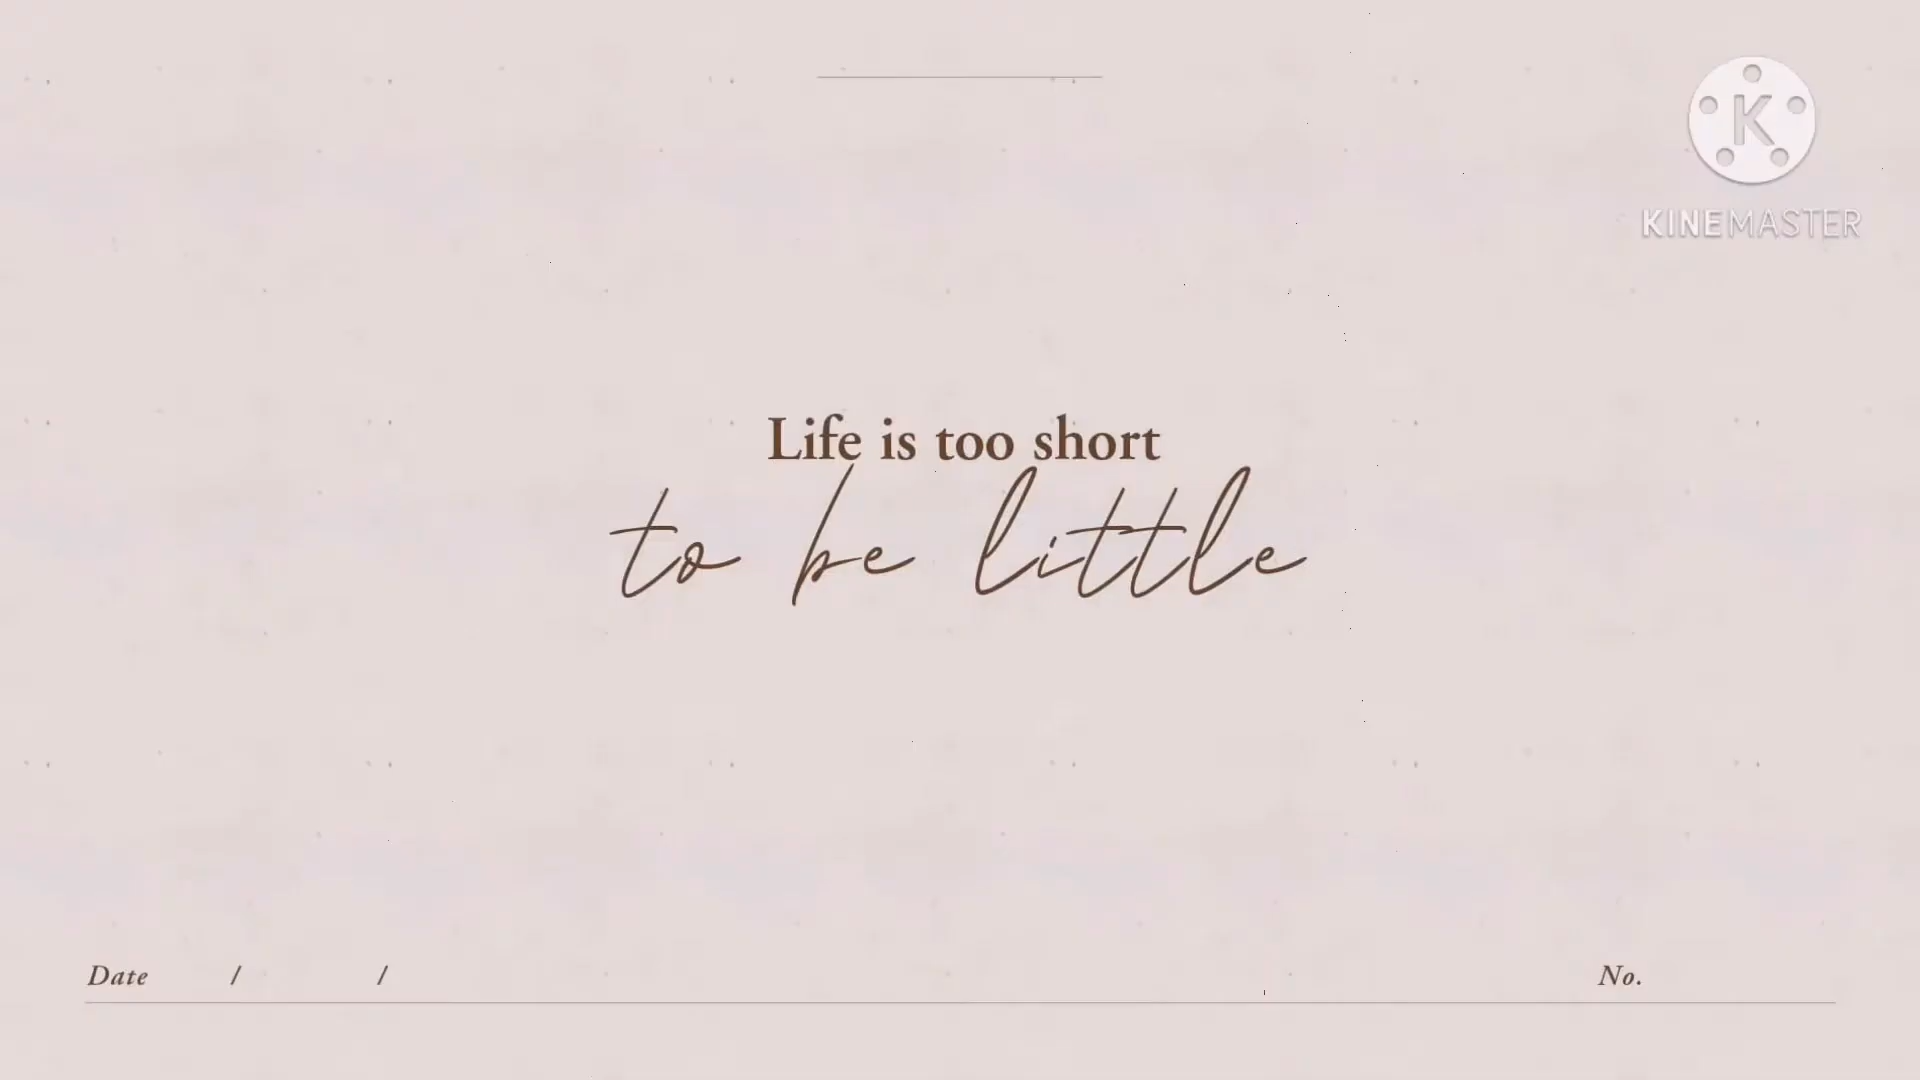 K
KINEMASTER
Life is too short
to be little
Date / /
No.